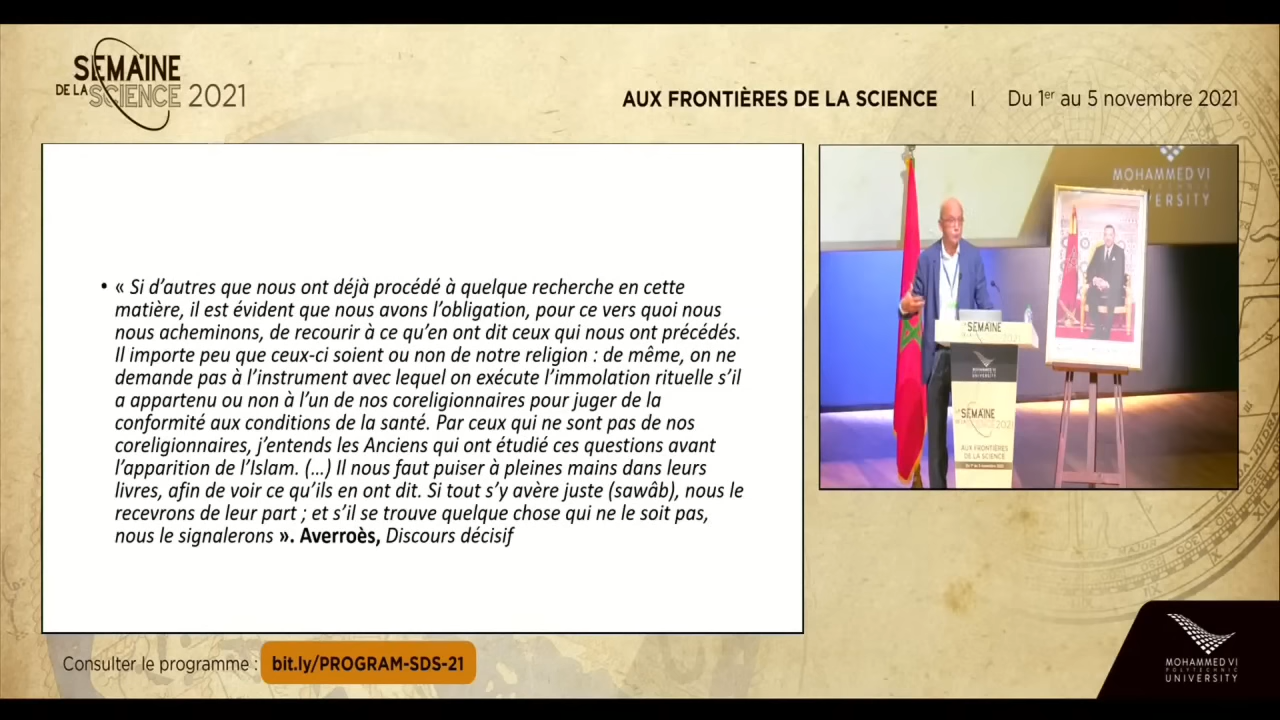 SEMAINE
DE LA SCIENCE 2021
AUX FRONTIÈRES DE LA SCIENCE | Du 1er au 5 novembre 2021
• « Si d’autres que nous ont déjà procédé à quelque recherche en cette
matière, il est évident que nous avons l’obligation, pour ce vers quoi nous
nous acheminons, de recourir à ce qu’en ont dit ceux qui nous ont précédés.
Il importe peu que ceux-ci soient ou non de notre religion : de même, on ne
demande pas à l’instrument avec lequel on exécute l’immolation rituelle s’il
a appartenu ou non à l’un de nos coreligionnaires pour juger de la
conformité aux conditions de la santé. Par ceux qui ne sont pas de nos
coreligionnaires, j’entends les Anciens qui ont étudié ces questions avant
l’apparition de l’Islam. (…) Il nous faut puiser à pleines mains dans leurs
livres, afin de voir ce qu’ils en ont dit. Si tout s’y avère juste (sawâb), nous le
recevrons de leur part ; et s’il se trouve quelque chose qui ne le soit pas,
nous le signalerons ». Averroès, Discours décisif
MOHAMMED VI
UNIVERSITY
SEMAINE
2021
SEMAINE
2021
AUX FRONTIÈRES
DE LA SCIENCE
Consulter le programme : bit.ly/PROGRAM-SDS-21
MOHAMMED VI
POLYTECHNIC
UNIVERSITY